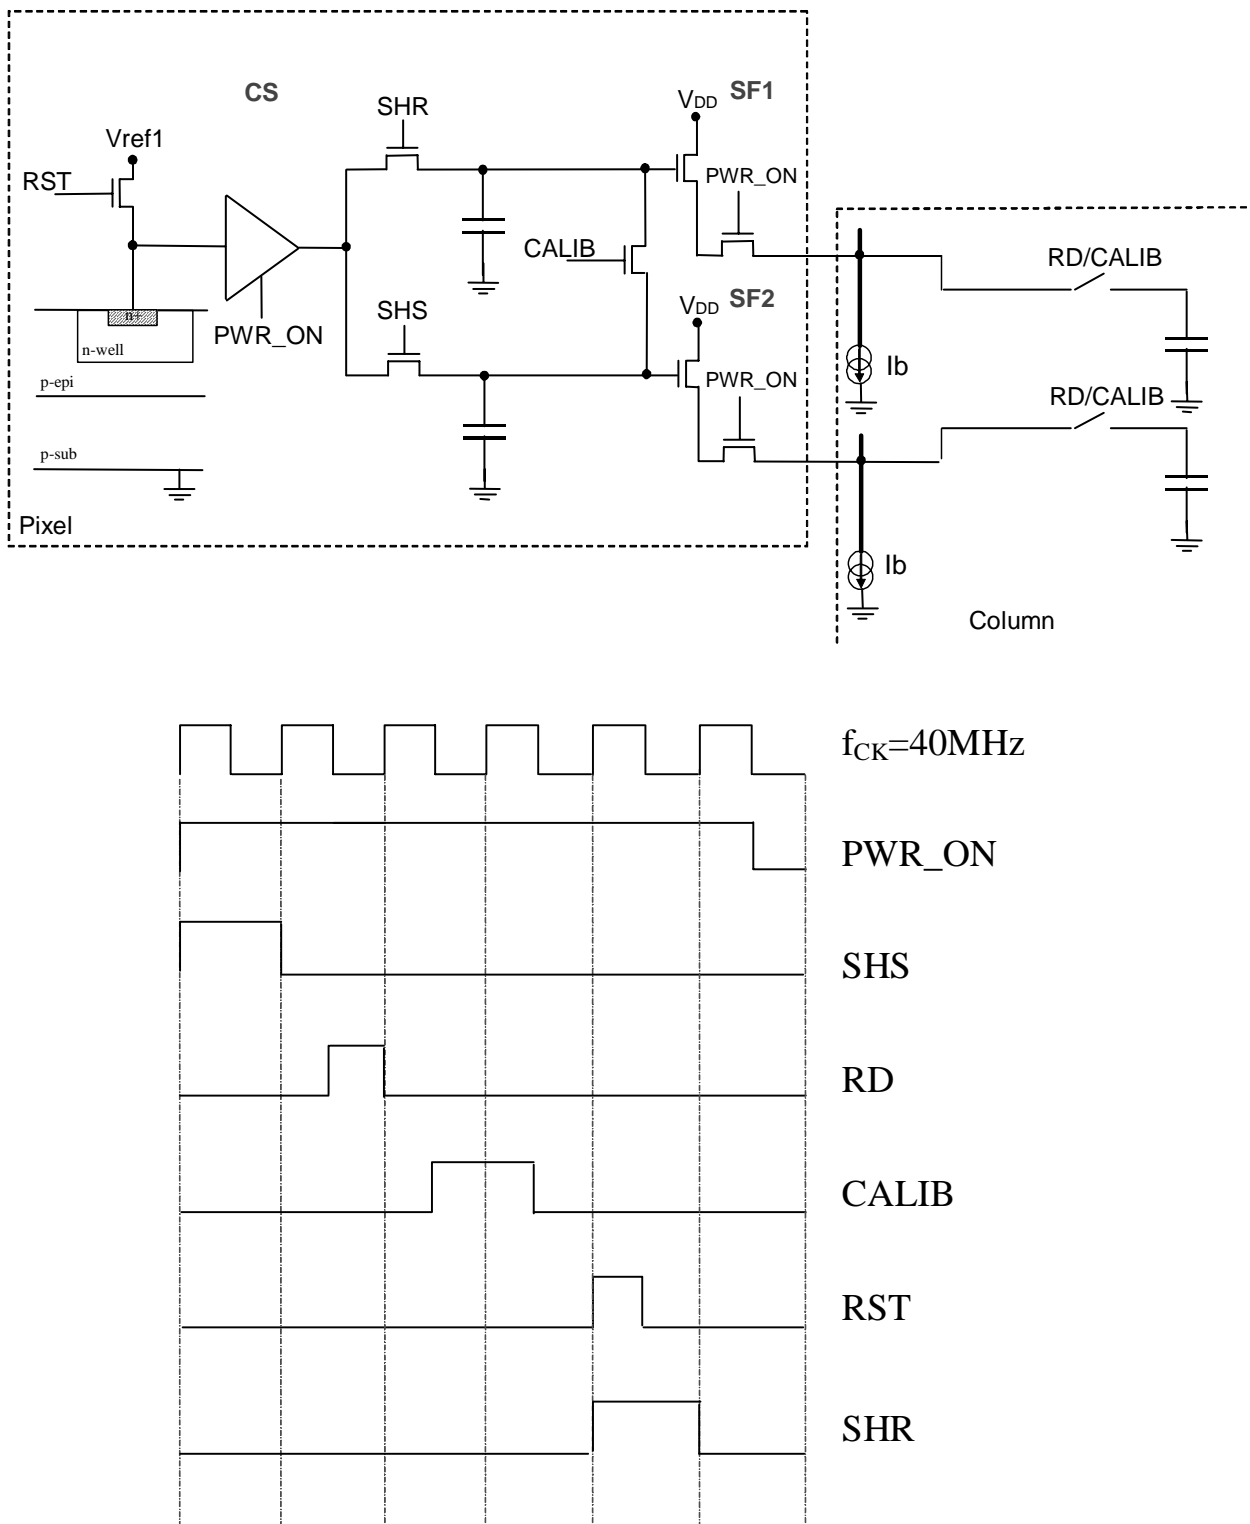 CS
SHR
VDD
SF1
Vref1
RST
PWR_ON
CALIB
RD/CALIB
SHS
VDD
SF2
n+
PWR_ON
n-well
Ib
PWR_ON
p-epi
RD/CALIB
p-sub
Pixel
Ib
Column
fCK=40MHz
PWR_ON
SHS
RD
CALIB
RST
SHR